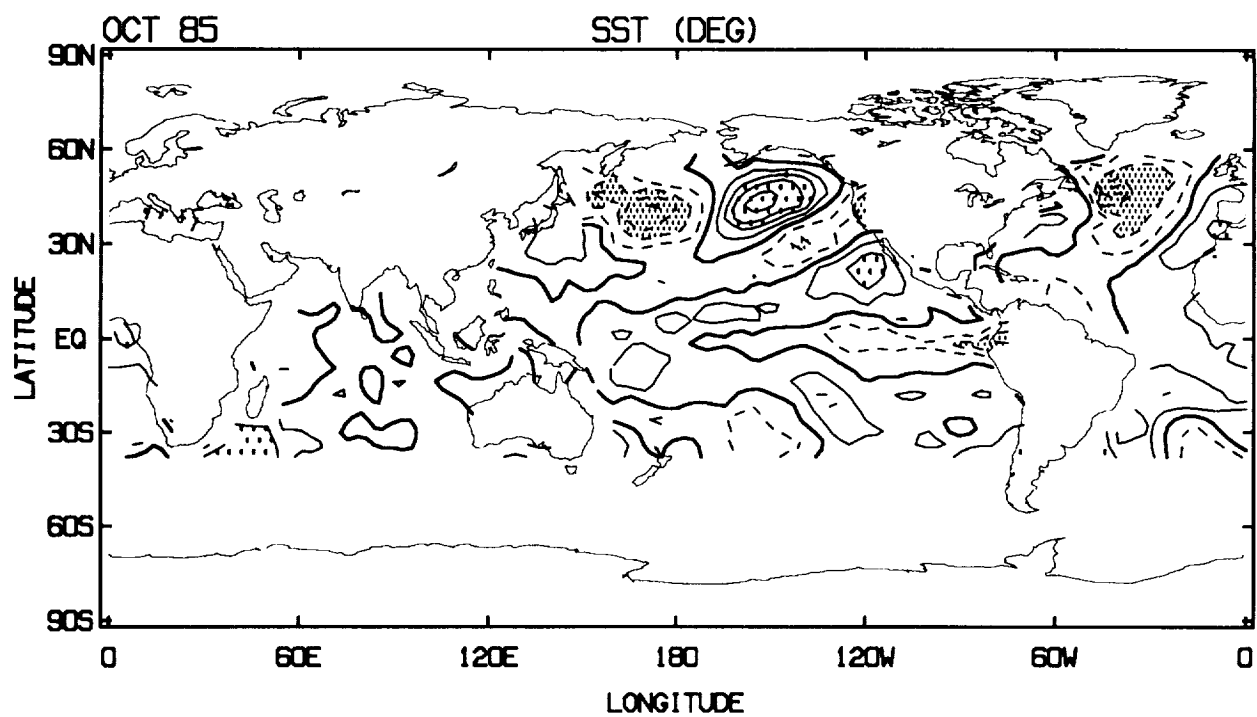 OCT 85 SST (DEG)
90N
60N
30N
EQ
30S
60S
90S
LATITUDE
0 60E 120E 180 120W 60W 0
LONGITUDE